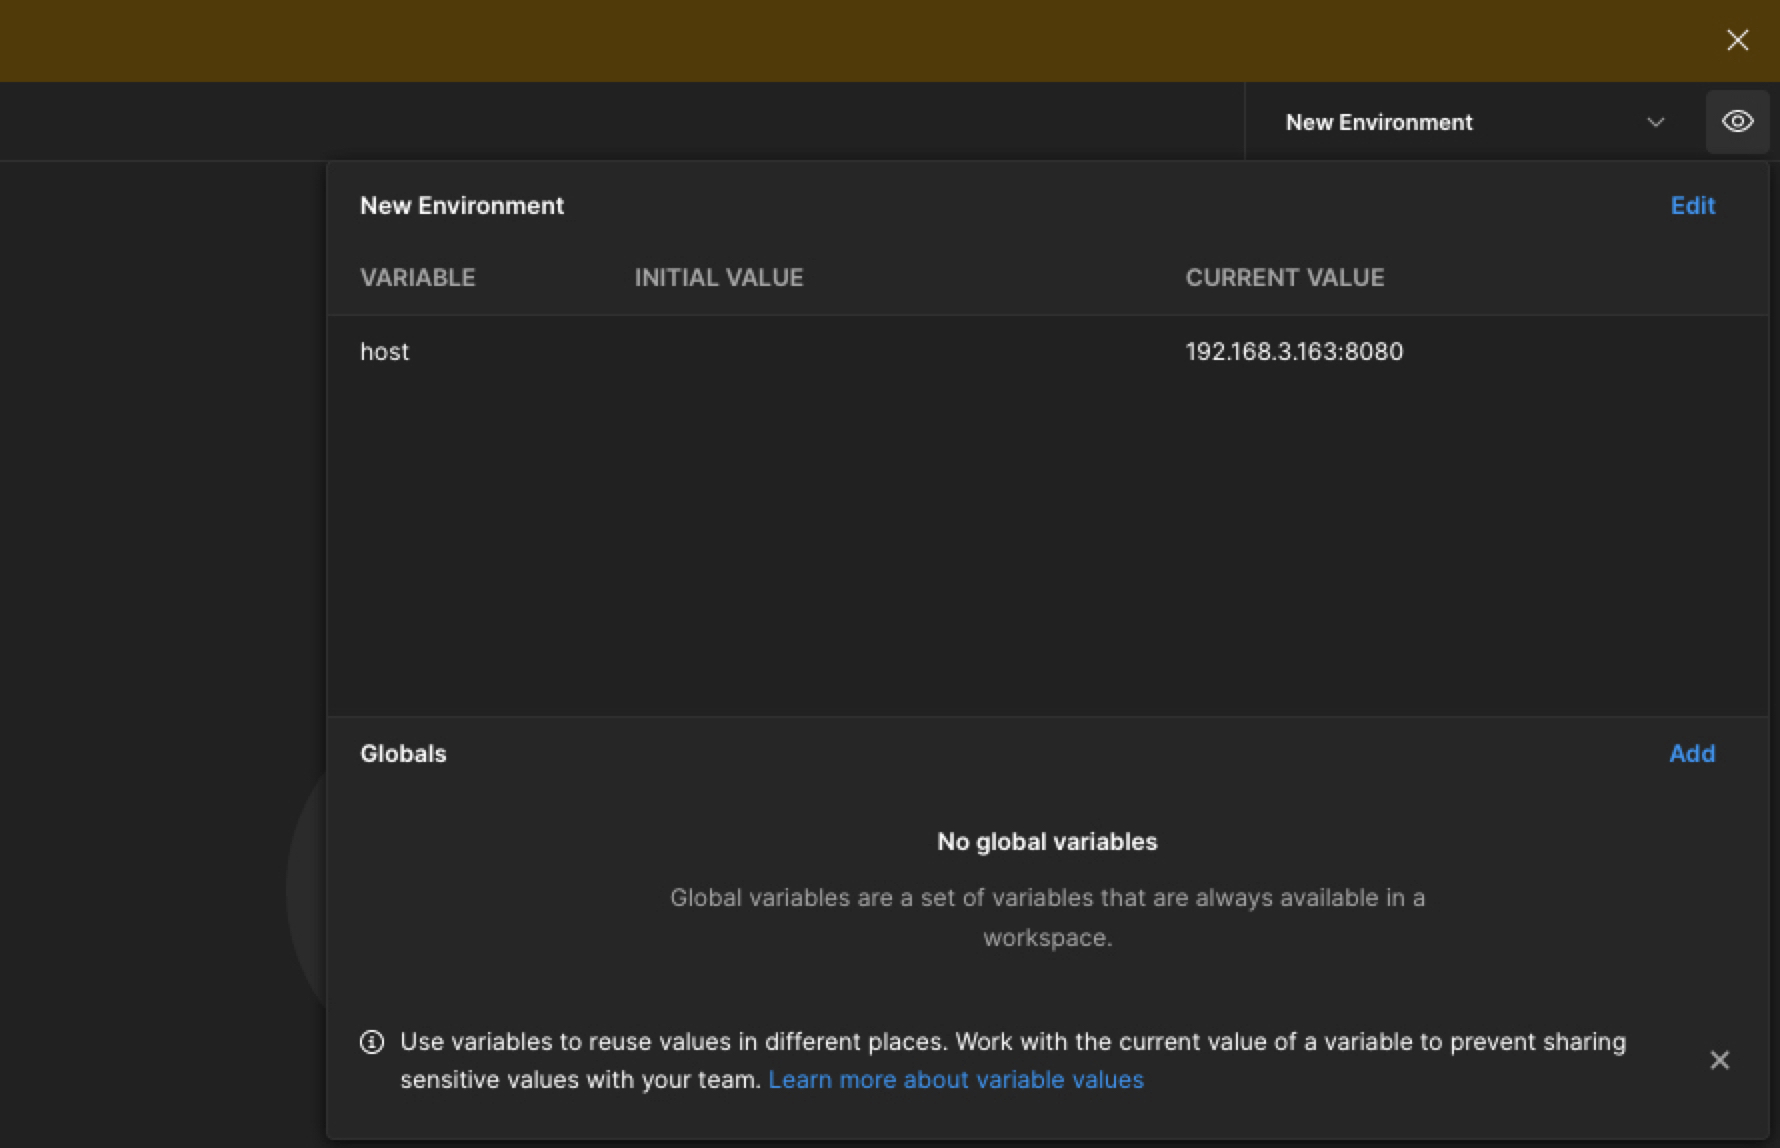 New Environment
New Environment
Edit
VARIABLE
INITIAL VALUE
CURRENT VALUE
host
192.168.3.163:8080
Globals
Add
No global variables
Global variables are a set of variables that are always available in a
workspace.
Use variables to reuse values in different places. Work with the current value of a variable to prevent sharing
sensitive values with your team. Learn more about variable values